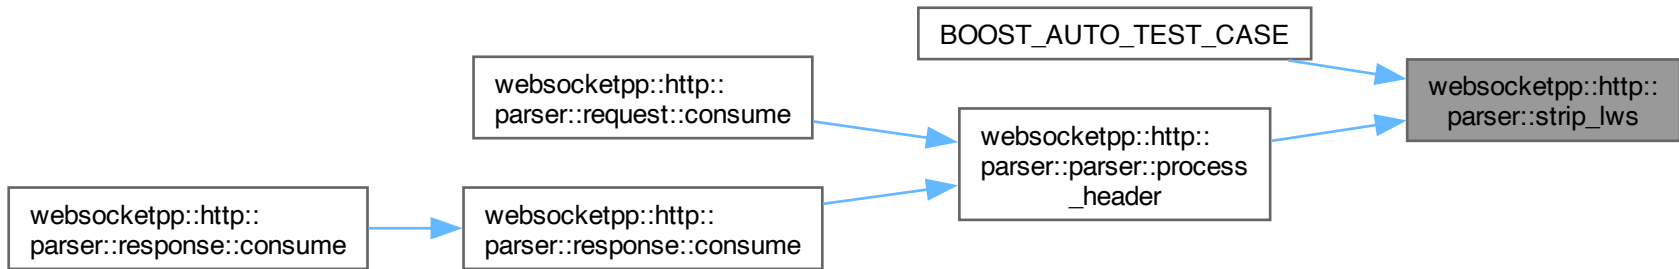 BOOST_AUTO_TEST_CASE
websocketpp::http::
parser::request::consume
websocketpp::http::
parser::strip_lws
websocketpp::http::
parser::parser::process
_header
websocketpp::http::
parser::response::consume
websocketpp::http::
parser::response::consume